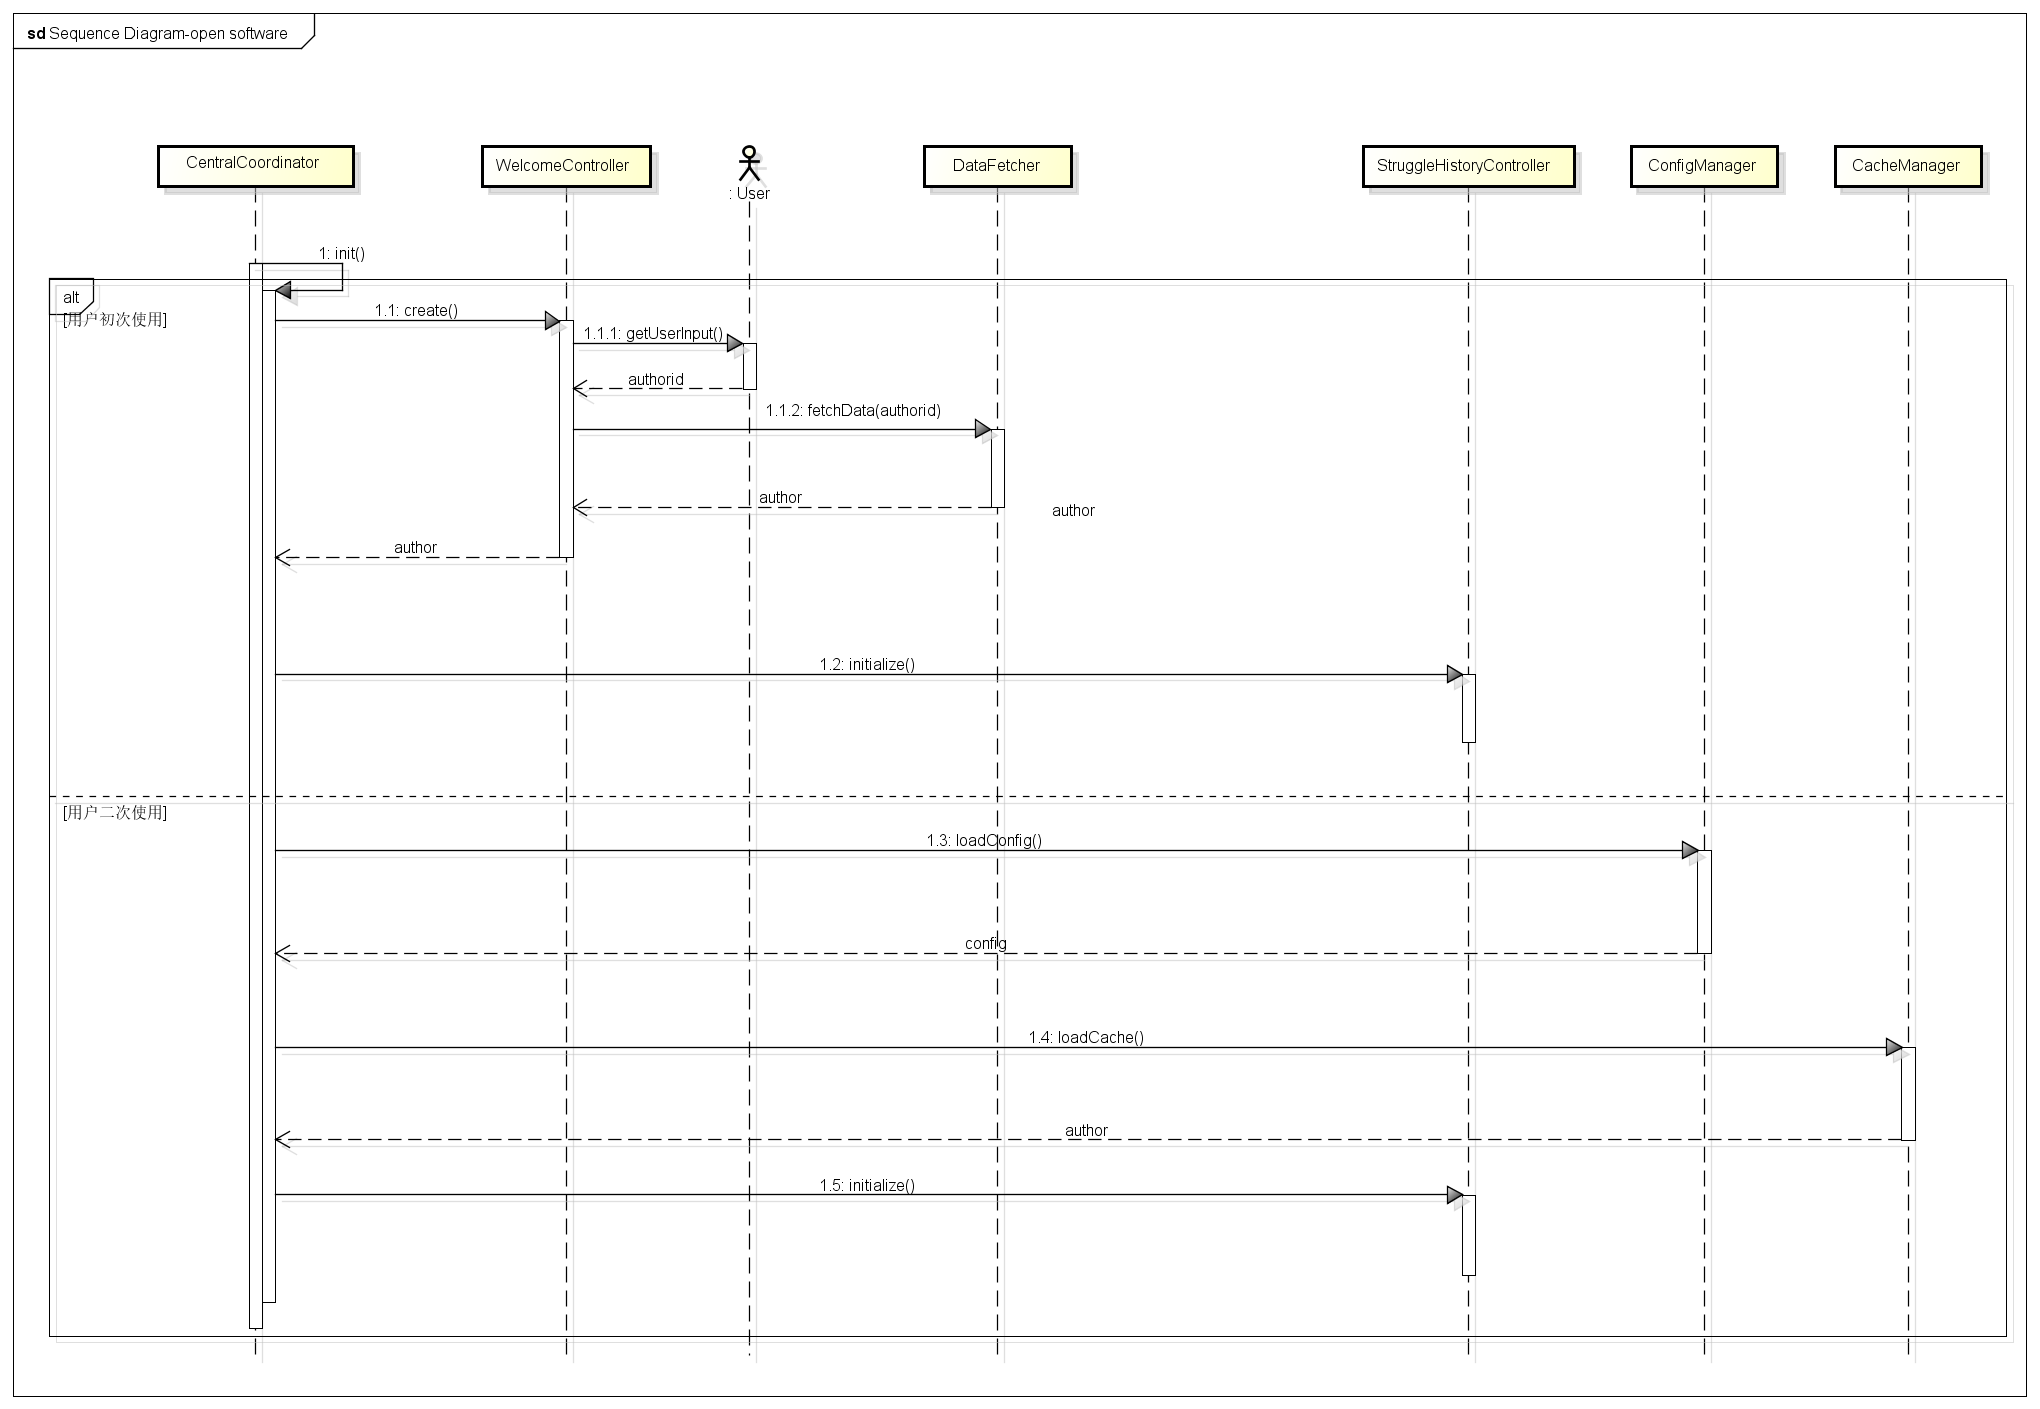 sd Sequence Diagram-open software
CentralCoordinator
WelcomeController
: User
DataFetcher
StruggleHistoryController
ConfigManager
CacheManager
1: init()
alt
[用户初次使用]
1.1: create()
1.1.1: getUserInput()
authorid
1.1.2: fetchData(authorid)
author
author
author
1.2: initialize()
[用户二次使用]
1.3: loadConfig()
config
1.4: loadCache()
author
1.5: initialize()